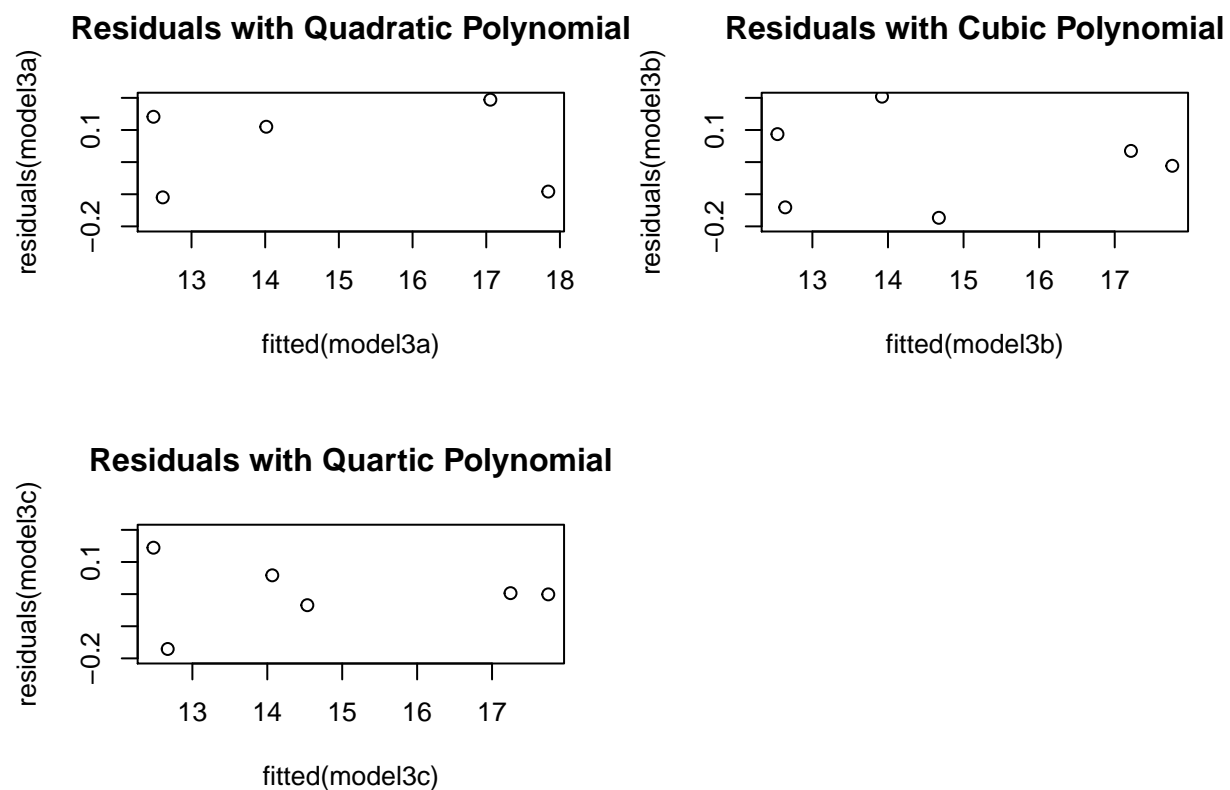 Residuals with Quadratic Polynomial
residuals(model3a)
0.1
−0.2
13 14 15 16 17 18
fitted(model3a)
Residuals with Cubic Polynomial
residuals(model3b)
0.1
−0.2
13 14 15 16 17
fitted(model3b)
Residuals with Quartic Polynomial
residuals(model3c)
0.1
−0.2
13 14 15 16 17
fitted(model3c)